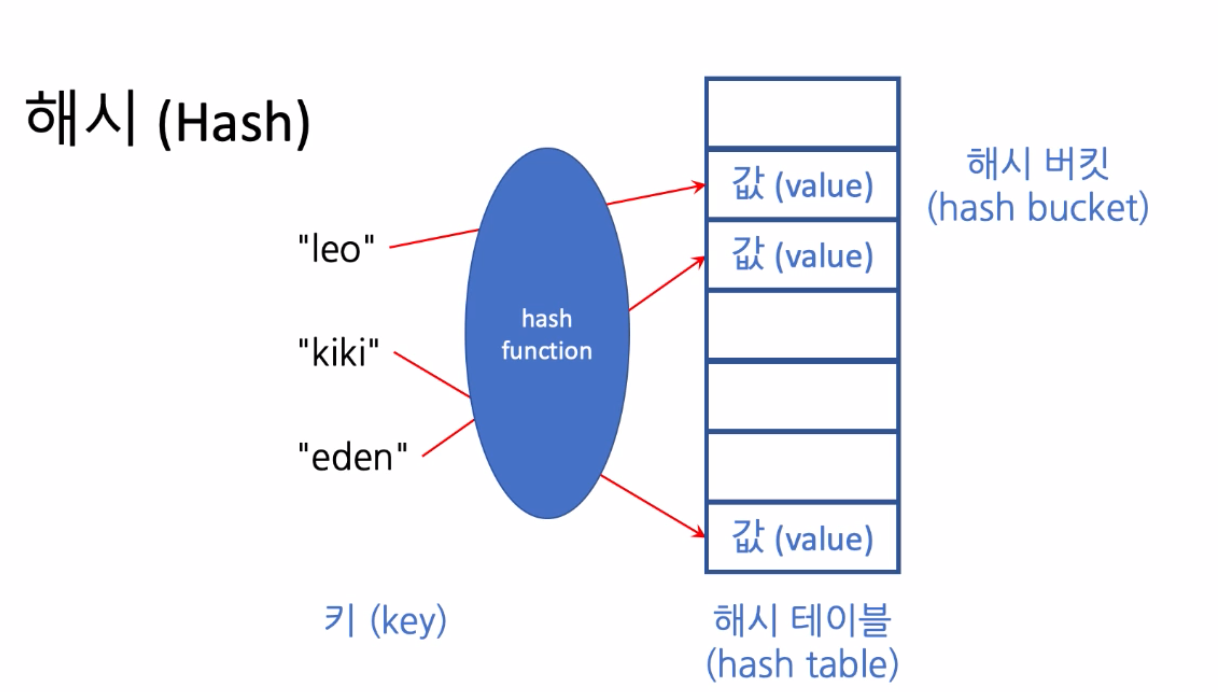 해시 (Hash)
"leo"
"kiki"
"eden"
키 (key)
hash
function
값 (value)
값 (value)
값 (value)
해시 테이블
(hash table)
해시 버킷
(hash bucket)